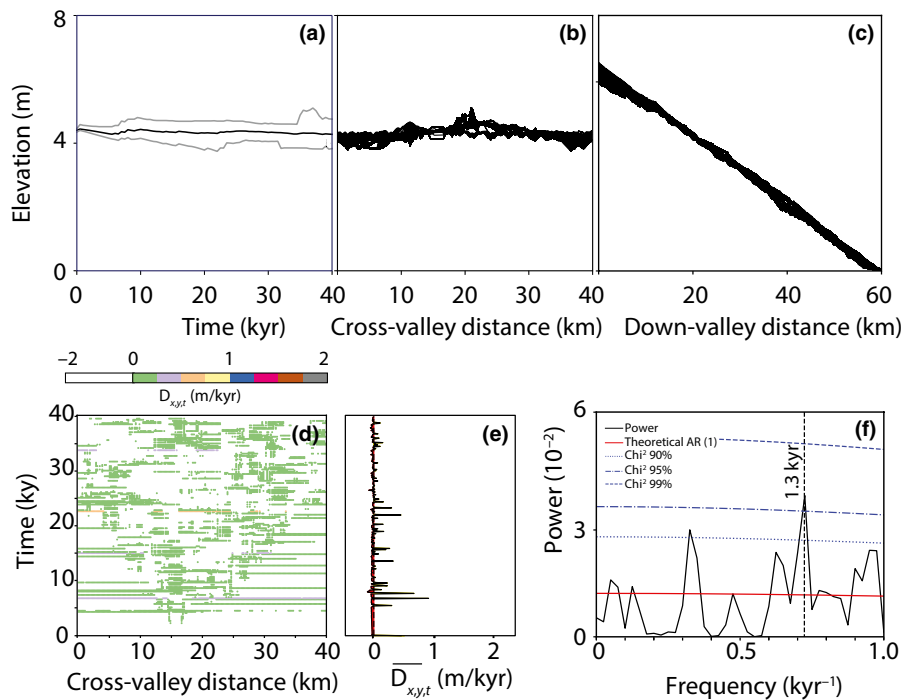 8
(a)
(b)
(c)
Elevation (m)
4
0
0 10 20 30 40
0 10 20 30 40
0 20 40 60
Time (kyr)
Cross-valley distance (km)
Down-valley distance (km)
−2 0 1 2
D x,y,t (m/kyr)
40
30
20
10
0
Time (ky)
(d)
(e)
(f)
0 10 20 30 40
Cross-valley distance (km)
0 1 2
D x,y,t (m/kyr)
6
3
0
Power (10⁻²)
Power
Theoretical AR (1)
Chi² 90%
Chi² 95%
Chi² 99%
1.3 kyr
0 0.5 1.0
Frequency (kyr⁻¹)